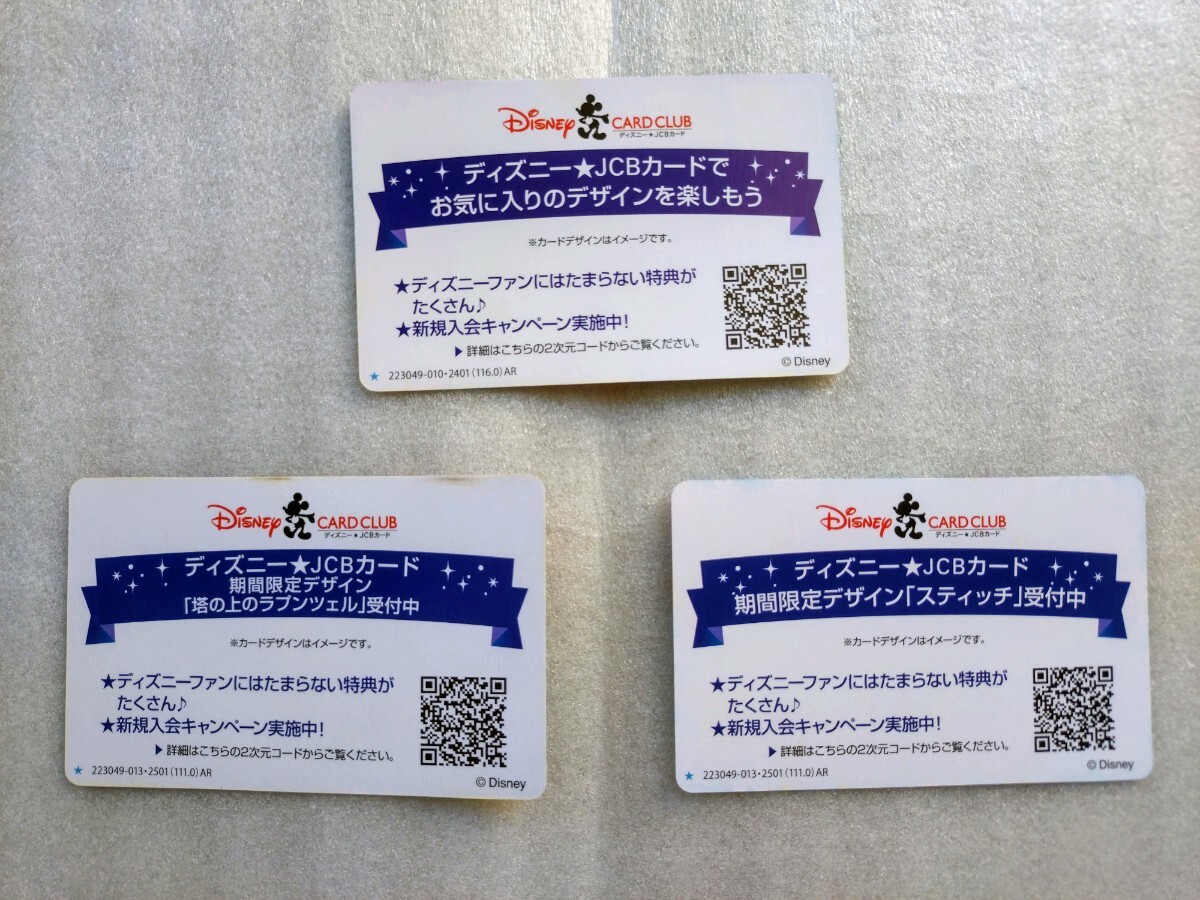 Disney CARD CLUB
ディズニー★JCBカード
ディズニー★JCBカードで
お気に入りのデザインを楽しもう
※カードデザインはイメージです。
★ディズニーファンにはたまらない特典が
たくさん♪
★新規入会キャンペーン実施中!
▶詳細はこちらの2次元コードからご覧ください。
© Disney
★ 223049-010・2401(116.0)AR
Disney CARD CLUB
ディズニー★JCBカード
ディズニー★JCBカード
期間限定デザイン
「塔の上のラプンツェル」受付中
※カードデザインはイメージです。
★ディズニーファンにはたまらない特典が
たくさん♪
★新規入会キャンペーン実施中!
▶詳細はこちらの2次元コードからご覧ください。
★ 223049-013・2501(111.0)AR
© Disney
Disney CARD CLUB
ディズニー★JCBカード
ディズニー★JCBカード
期間限定デザイン「スティッチ」受付中
※カードデザインはイメージです。
★ディズニーファンにはたまらない特典が
たくさん♪
★新規入会キャンペーン実施中!
▶詳細はこちらの2次元コードからご覧ください。
© Disney
★ 223049-013・2501(111.0)AR